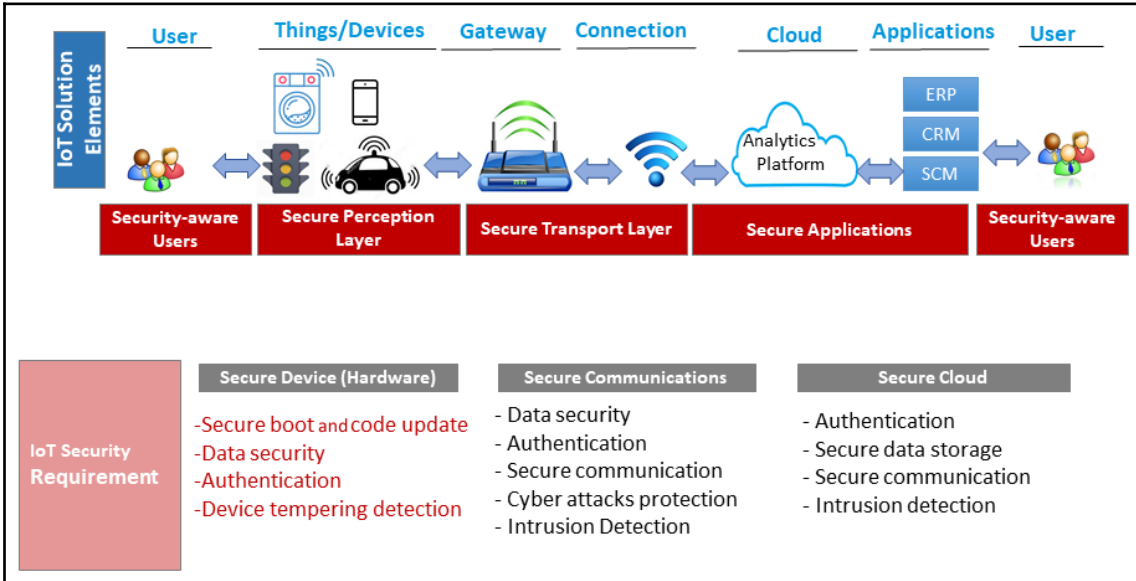 User
Things/Devices
Gateway
Connection
Cloud
Applications
User
IoT Solution
Elements
Analytics
Platform
ERP
CRM
SCM
Security-aware
Users
Secure Perception
Layer
Secure Transport Layer
Secure Applications
Security-aware
Users
IoT Security
Requirement
Secure Device (Hardware)
-Secure boot and code update
-Data security
-Authentication
-Device tempering detection
Secure Communications
- Data security
- Authentication
- Secure communication
- Cyber attacks protection
- Intrusion Detection
Secure Cloud
- Authentication
- Secure data storage
- Secure communication
- Intrusion detection